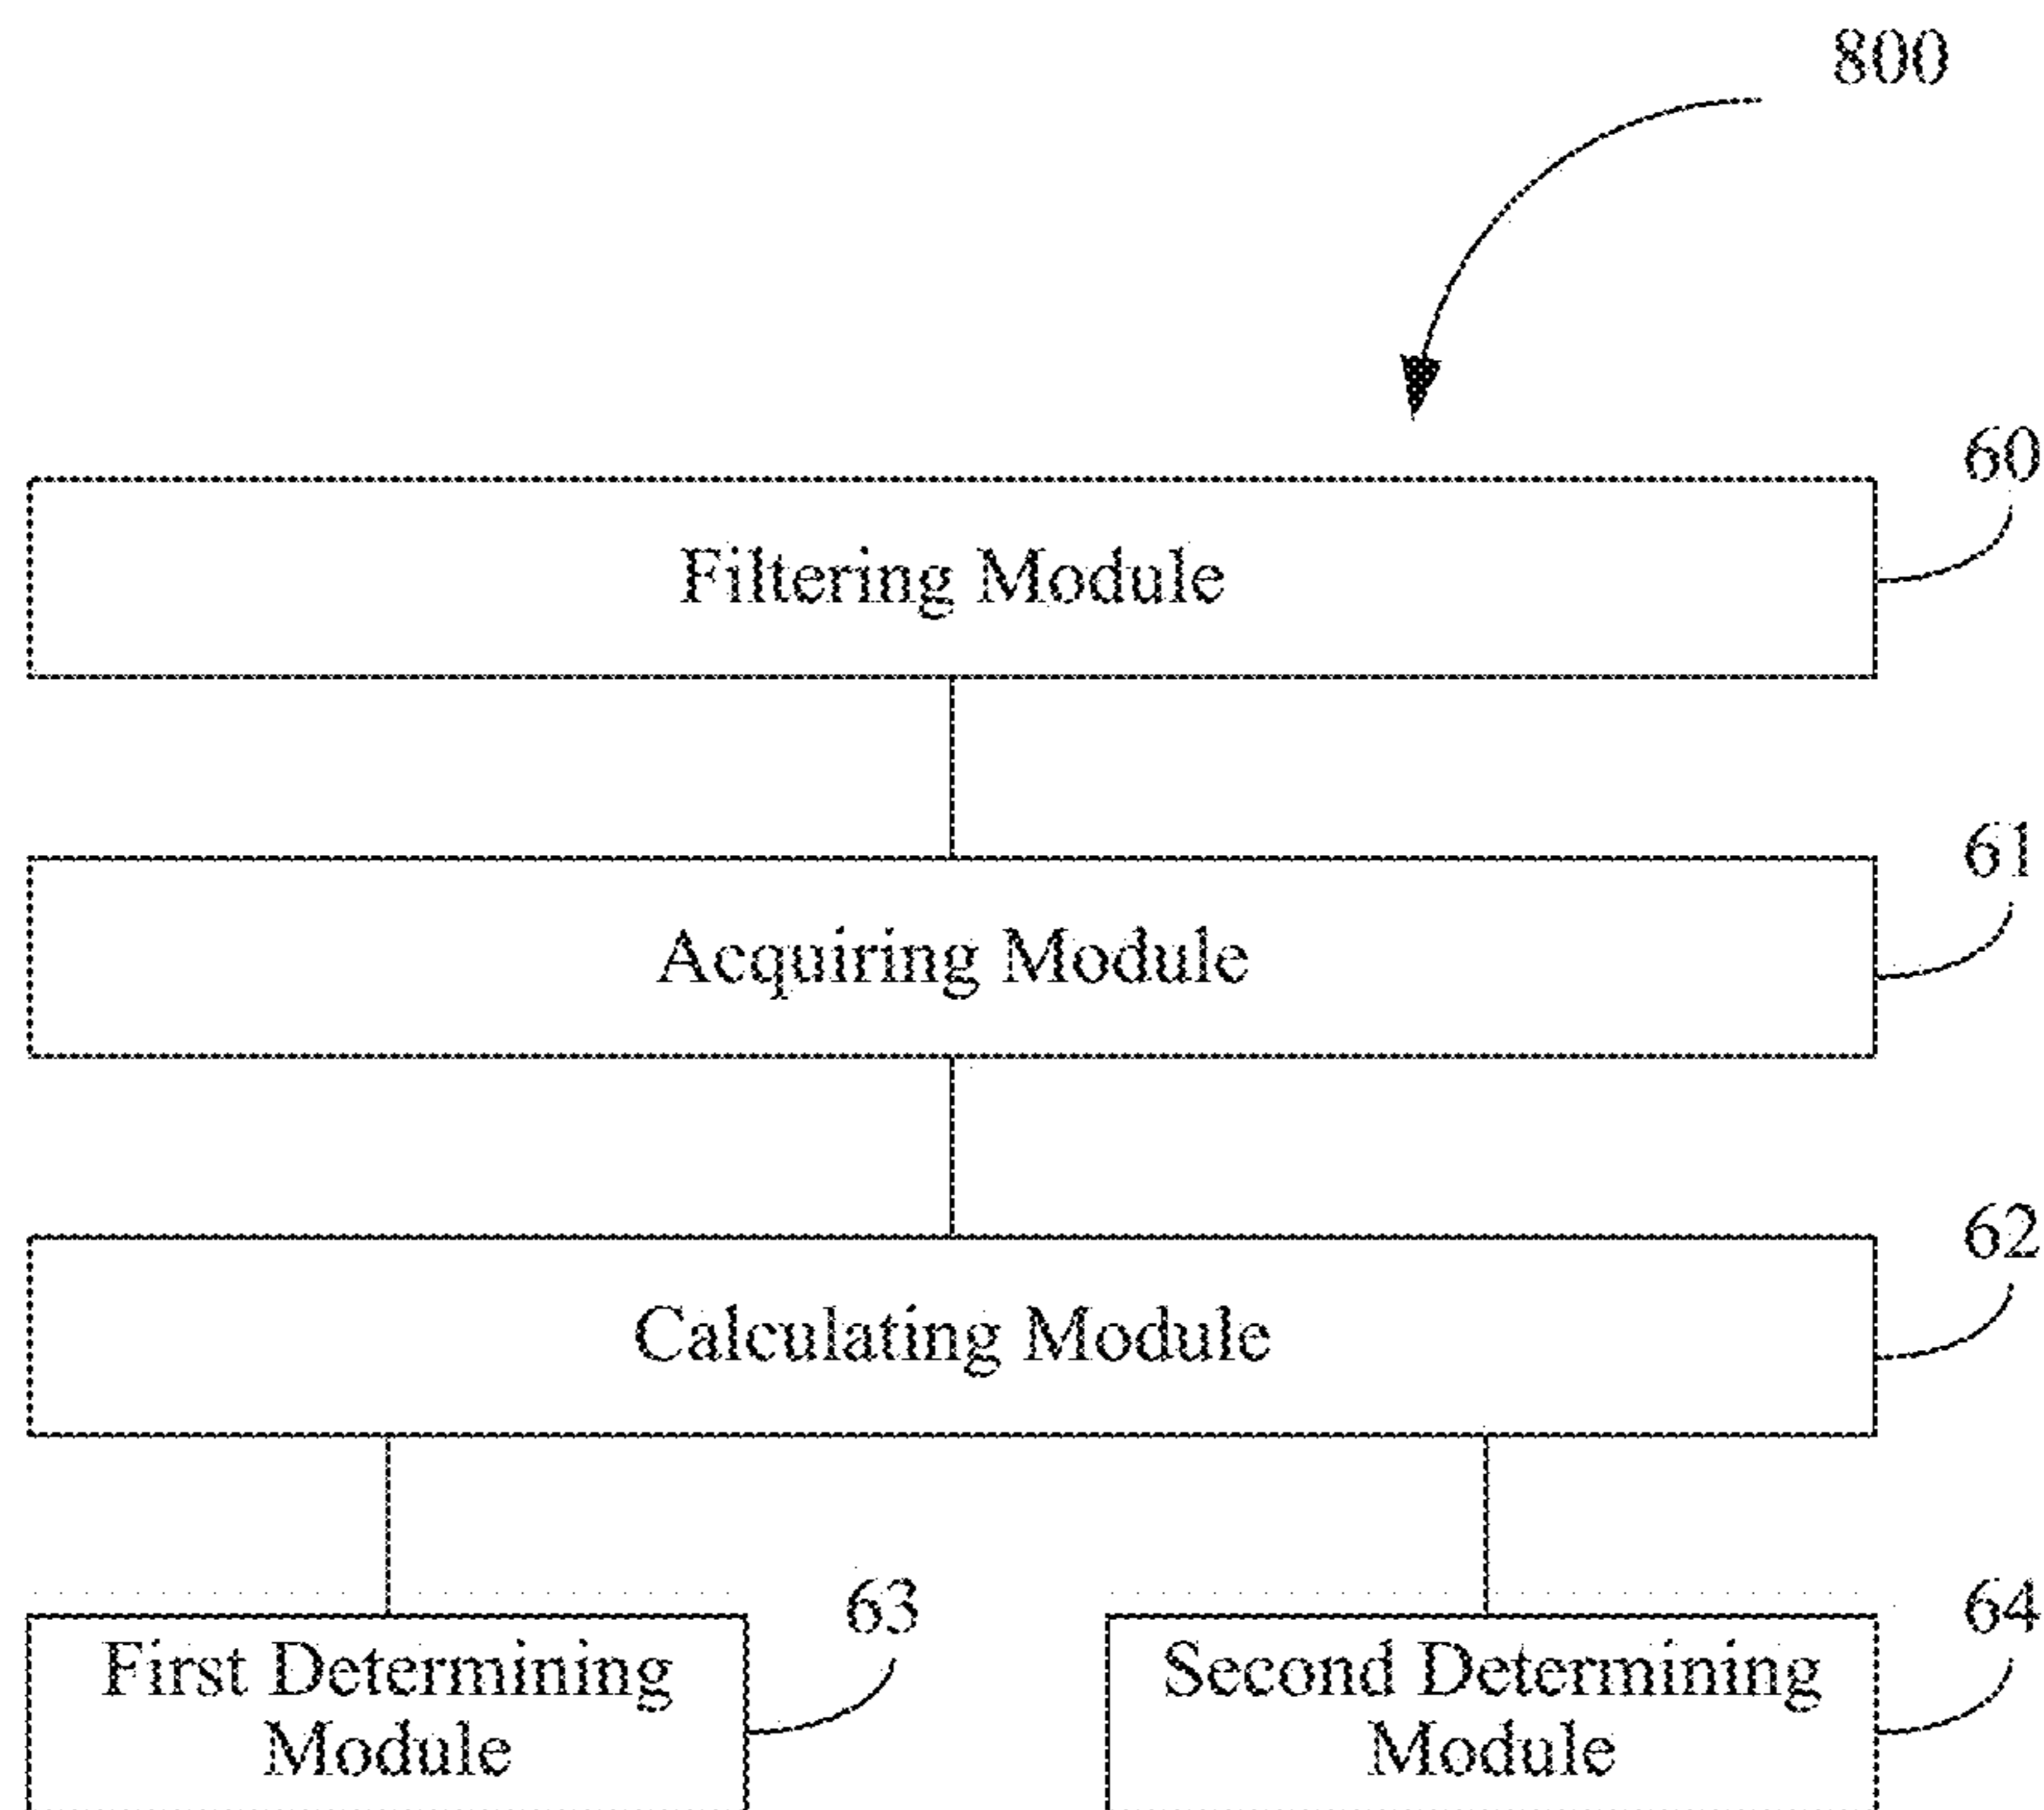 800
60
Filtering Module
61
Acquiring Module
62
Calculating Module
63
First Determining
Module
64
Second Determining
Module